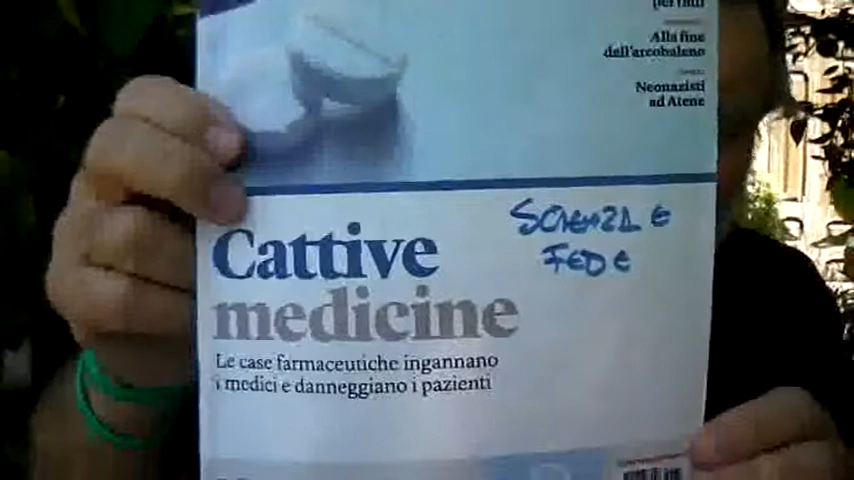 Alla fine
dell'arcobaleno
Neonazisti
ad Atene
SCIENZA E
FEDE
Cattive
medicine
Le case farmaceutiche ingannano
i medici e danneggiano i pazienti